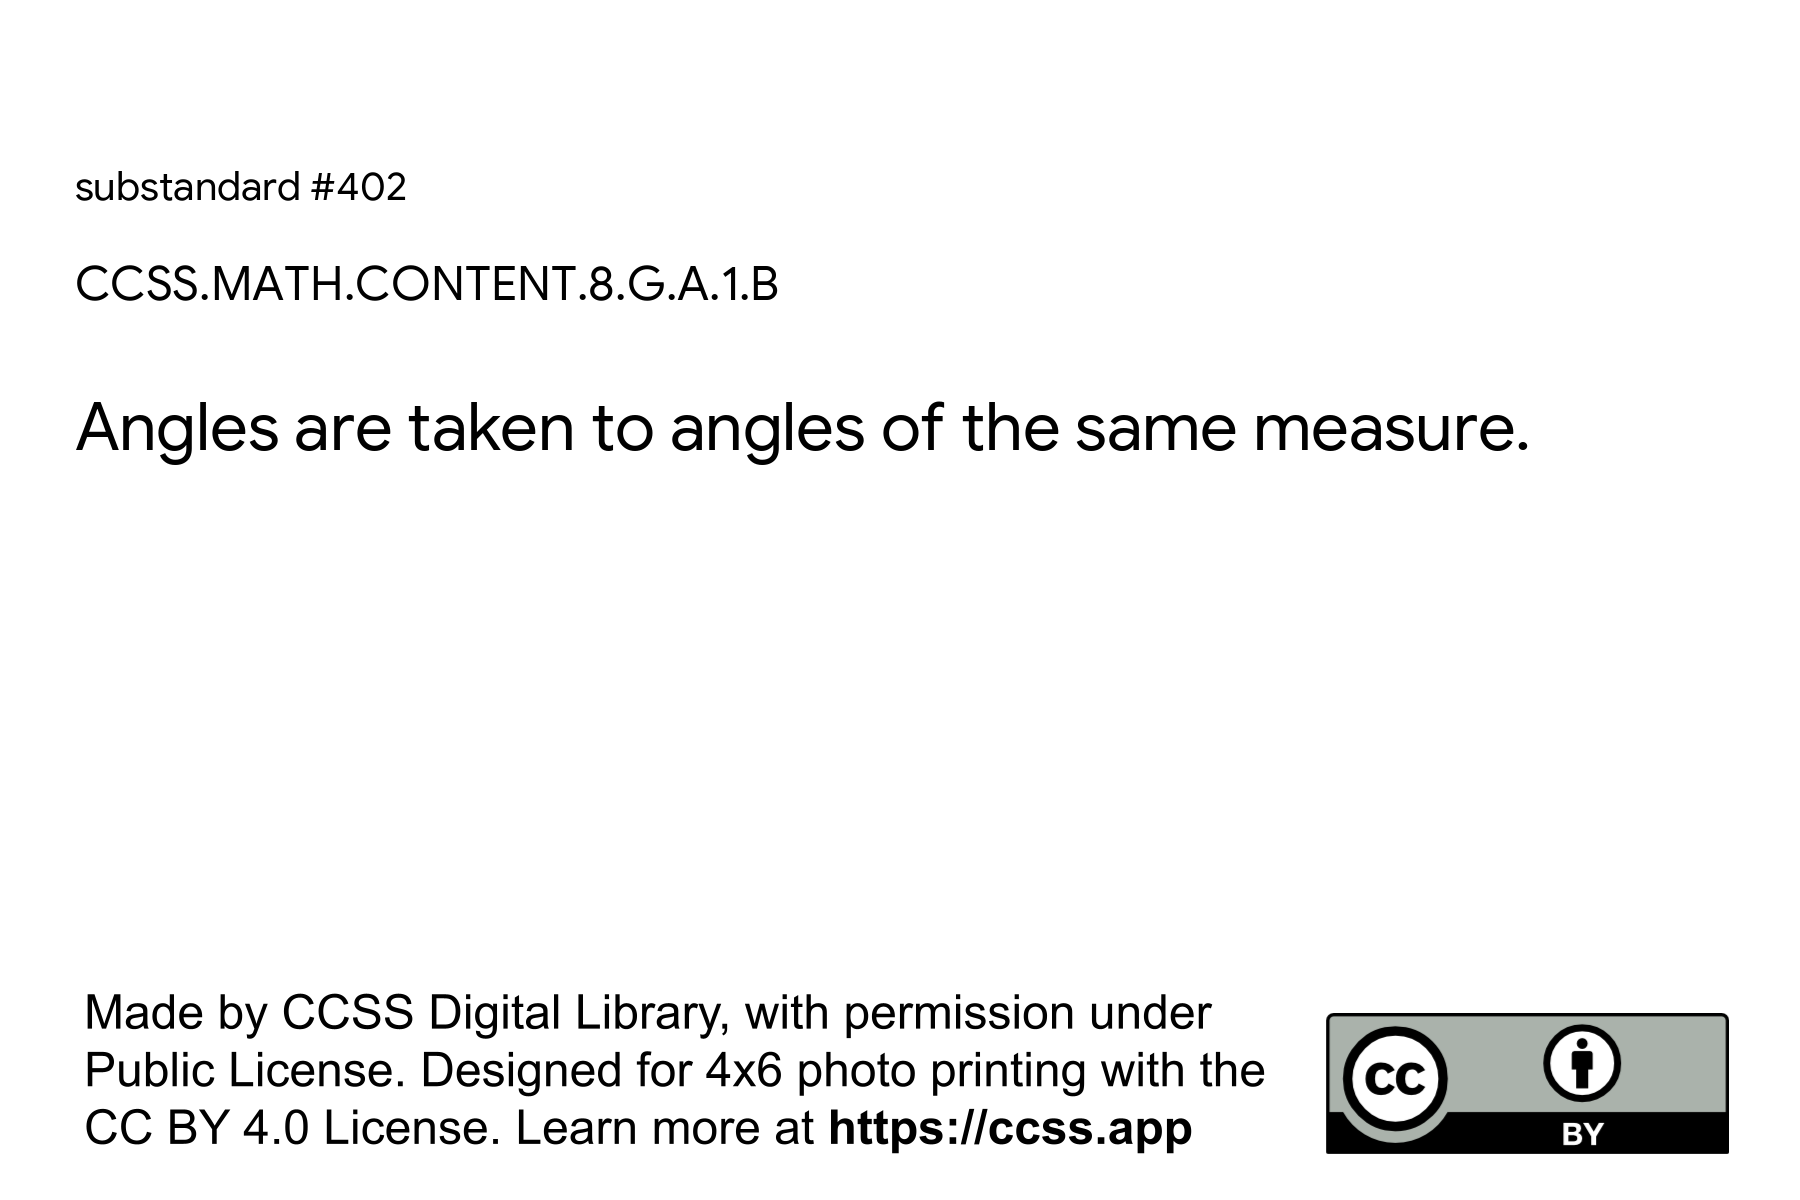 substandard #402
CCSS.MATH.CONTENT.8.G.A.1.B
Angles are taken to angles of the same measure.
Made by CCSS Digital Library, with permission under
Public License. Designed for 4x6 photo printing with the
CC BY 4.0 License. Learn more at https://ccss.app
CC
BY